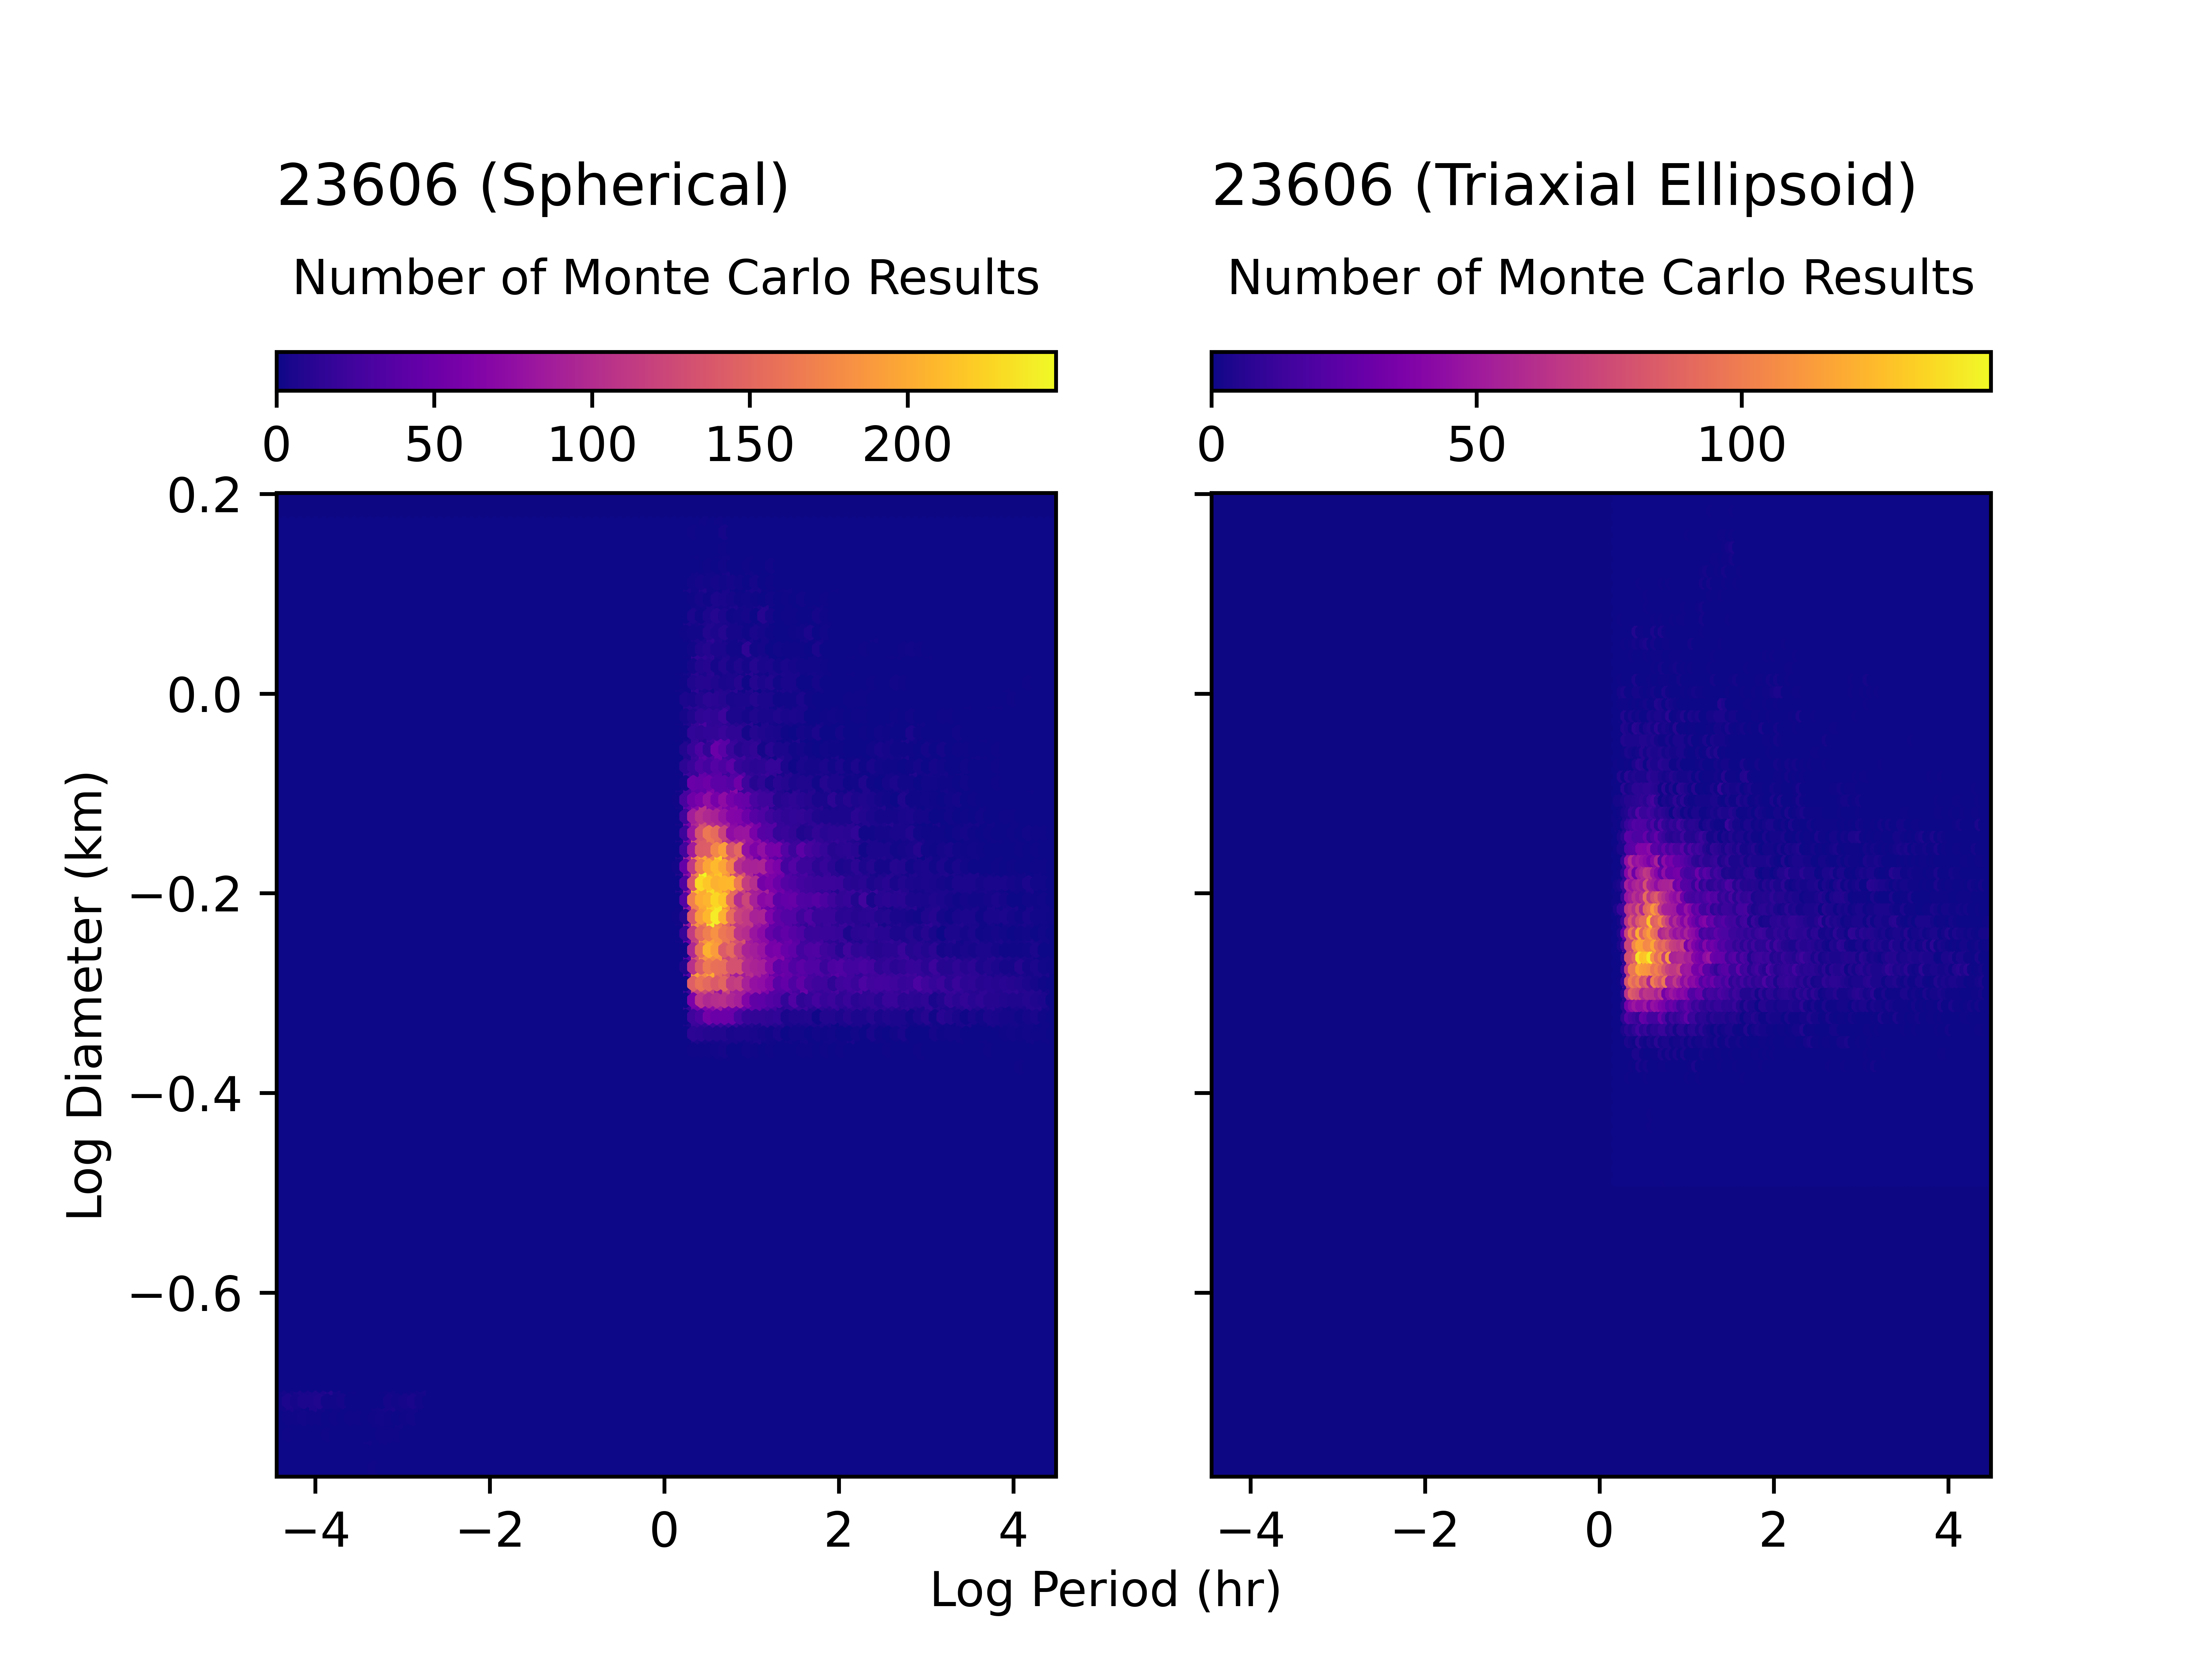 23606 (Spherical)
Number of Monte Carlo Results
0 50 100 150 200
23606 (Triaxial Ellipsoid)
Number of Monte Carlo Results
0 50 100
Log Diameter (km)
0.2
0.0
−0.2
−0.4
−0.6
−4 −2 0 2 4
−4 −2 0 2 4
Log Period (hr)